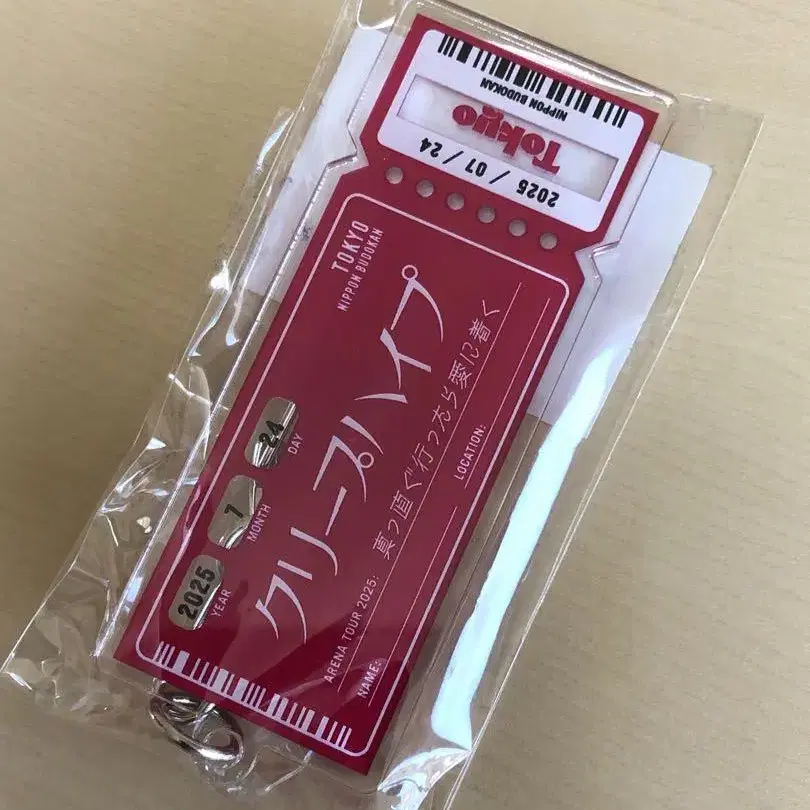 NIPPON BUDOKAN
Tokyo
2025 / 07 / 24
TOKYO
NIPPON BUDOKAN
クリープハイプ
2025
YEAR
7
MONTH
24
DAY
ARENA TOUR 2025:
真っ直ぐ行ったら愛に着く
NAME:
LOCATION: